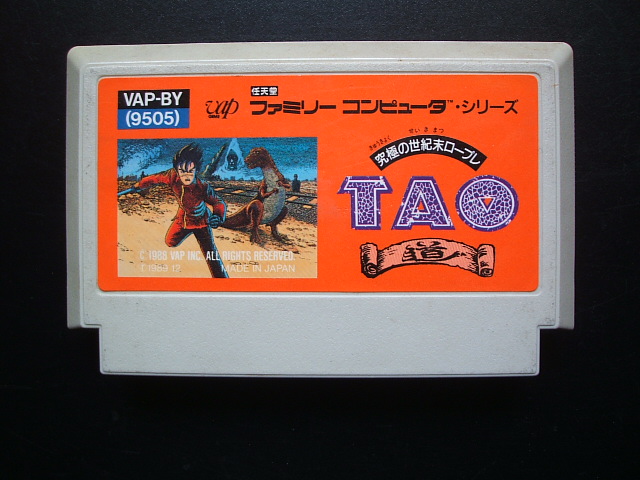 VAP-BY
(9505)
vap
任天堂
ファミリー コンピュータ™・シリーズ
きゅうきょく せいきまつ
究極の世紀末ロープレ
TAO
道
© 1989 VAP INC. ALL RIGHTS RESERVED.
T 1989 12 MADE IN JAPAN